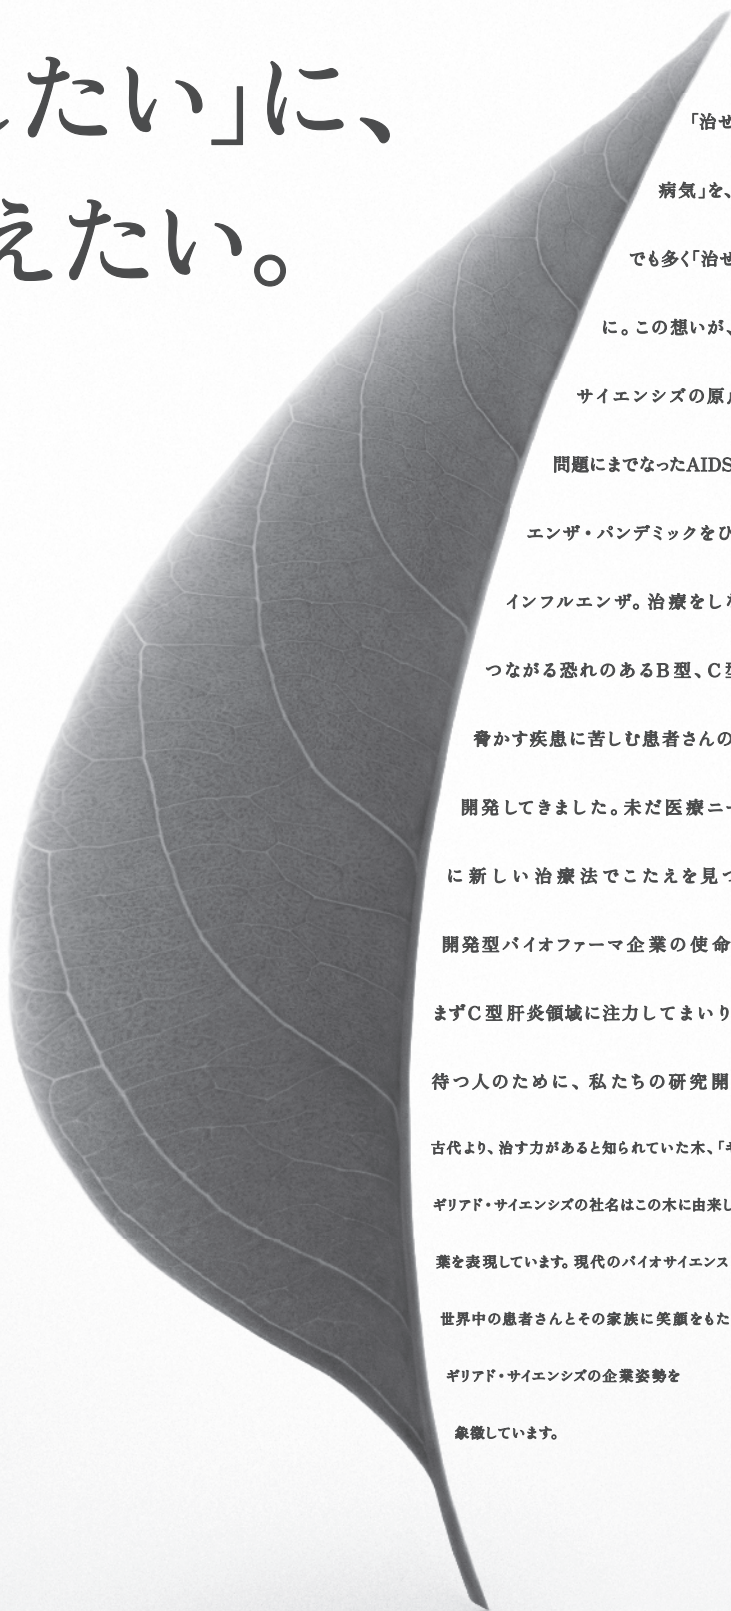 したい」に、
えたい。
「治せ
病気」を、
でも多く「治せ
に。この想いが、
サイエンシズの原点
問題にまでなったAIDS
エンザ・パンデミックをひ
インフルエンザ。治療をしな
つながる恐れのあるB型、C型
脅かす疾患に苦しむ患者さんの
開発してきました。未だ医療ニー
に新しい治療法でこたえを見つ
開発型バイオファーマ企業の使命
まずC型肝炎領域に注力してまいり
待つ人のために、私たちの研究開
古代より、治す力があると知られていた木、「ギ
ギリアド・サイエンシズの社名はこの木に由来し
葉を表現しています。現代のバイオサイエンス
世界中の患者さんとその家族に笑顔をもた
ギリアド・サイエンシズの企業姿勢を
象徴しています。